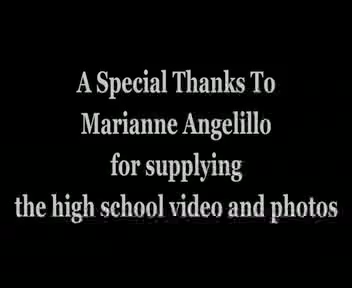 A Special Thanks To
Marianne Angelillo
for supplying
the high school video and photos